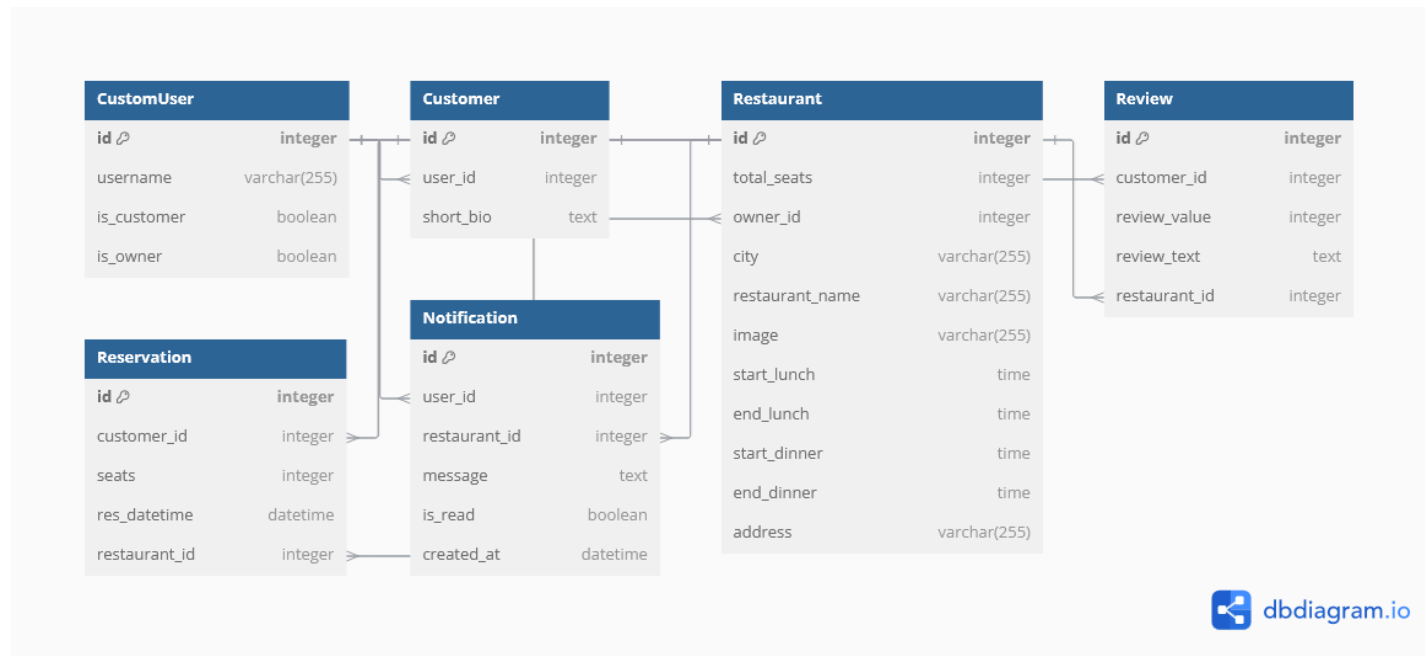 CustomUser
id integer
username varchar(255)
is_customer boolean
is_owner boolean
Customer
id integer
user_id integer
short_bio text
Restaurant
id integer
total_seats integer
owner_id integer
city varchar(255)
restaurant_name varchar(255)
image varchar(255)
start_lunch time
end_lunch time
start_dinner time
end_dinner time
address varchar(255)
Review
id integer
customer_id integer
review_value integer
review_text text
restaurant_id integer
Reservation
id integer
customer_id integer
seats integer
res_datetime datetime
restaurant_id integer
Notification
id integer
user_id integer
restaurant_id integer
message text
is_read boolean
created_at datetime
dbdiagram.io